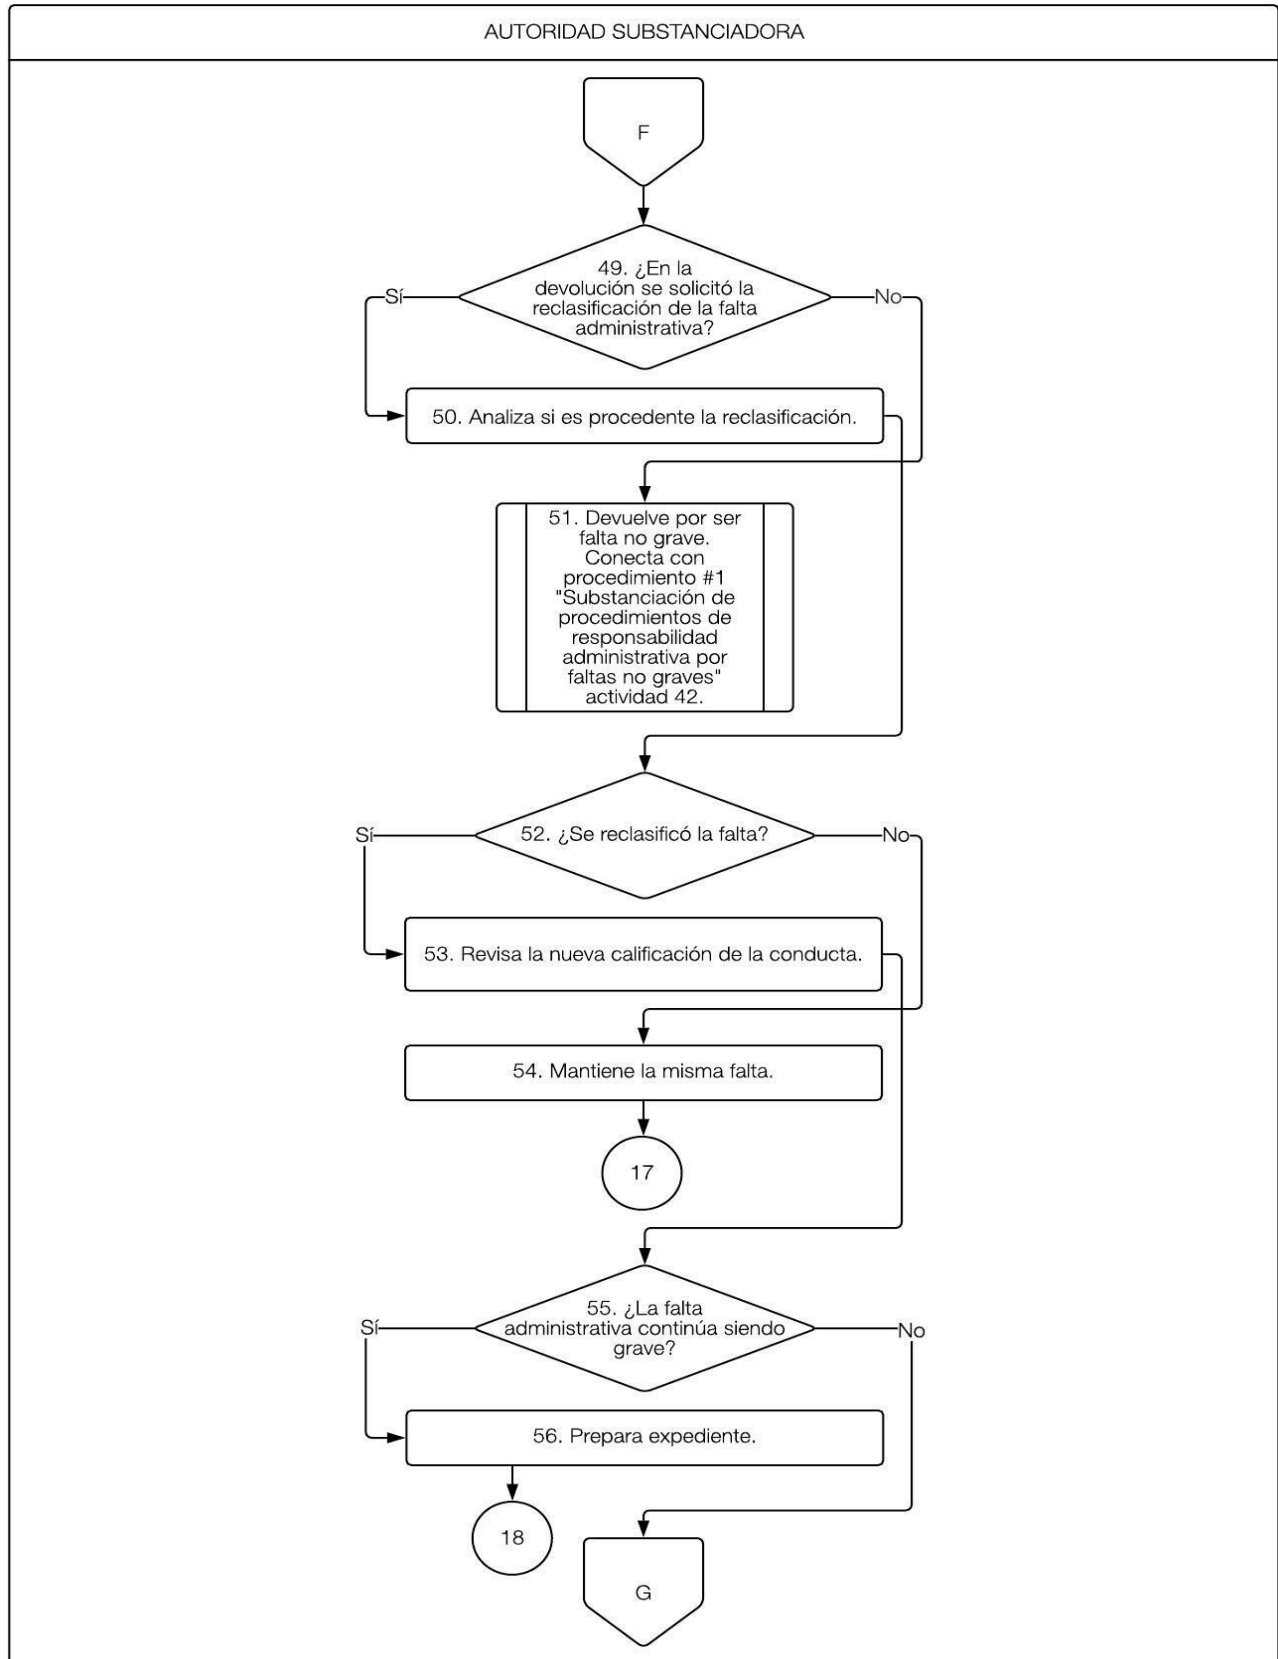 AUTORIDAD SUBSTANCIADORA
F
49. ¿En la
devolución se solicitó la
reclasificación de la falta
administrativa?
Sí
No
50. Analiza si es procedente la reclasificación.
51. Devuelve por ser
falta no grave.
Conecta con
procedimiento #1
"Substanciación de
procedimientos de
responsabilidad
administrativa por
faltas no graves"
actividad 42.
52. ¿Se reclasificó la falta?
Sí
No
53. Revisa la nueva calificación de la conducta.
54. Mantiene la misma falta.
17
55. ¿La falta
administrativa continúa siendo
grave?
Sí
No
56. Prepara expediente.
18
G